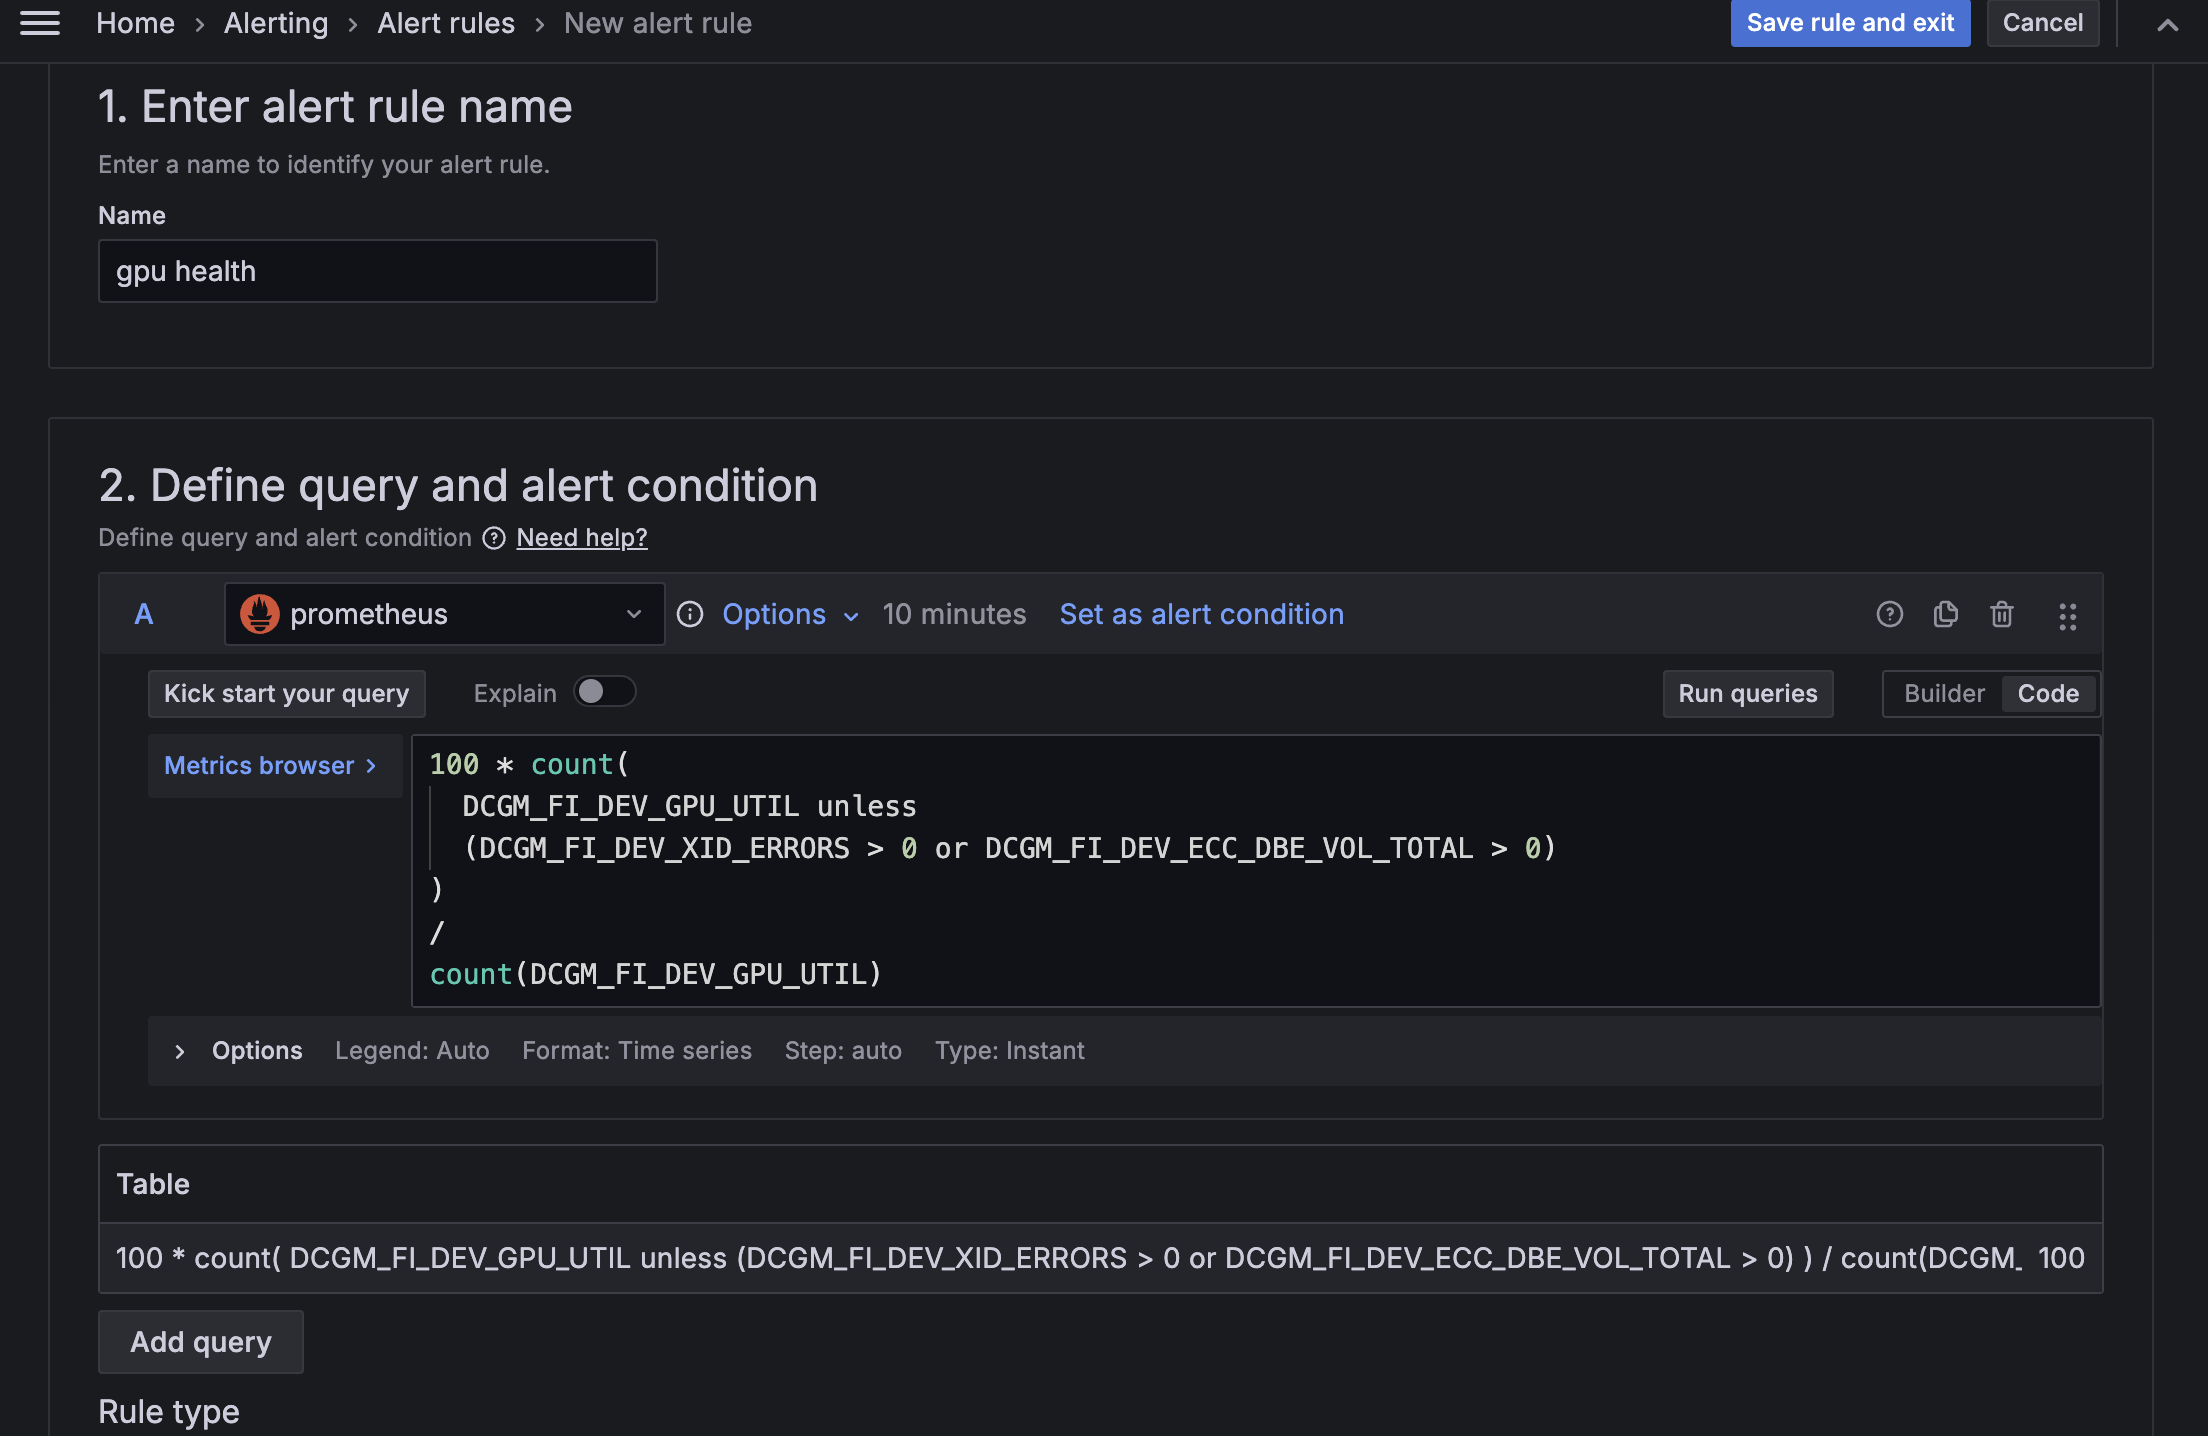 Home › Alerting › Alert rules › New alert rule Save rule and exit Cancel
1. Enter alert rule name
Enter a name to identify your alert rule.
Name
gpu health
2. Define query and alert condition
Define query and alert condition Need help?
A prometheus Options 10 minutes Set as alert condition
Kick start your query Explain Run queries Builder Code
Metrics browser › 100 * count(
DCGM_FI_DEV_GPU_UTIL unless
(DCGM_FI_DEV_XID_ERRORS > 0 or DCGM_FI_DEV_ECC_DBE_VOL_TOTAL > 0)
)
/
count(DCGM_FI_DEV_GPU_UTIL)
Options Legend: Auto Format: Time series Step: auto Type: Instant
Table
100 * count( DCGM_FI_DEV_GPU_UTIL unless (DCGM_FI_DEV_XID_ERRORS > 0 or DCGM_FI_DEV_ECC_DBE_VOL_TOTAL > 0) ) / count(DCGM_ 100
Add query
Rule type